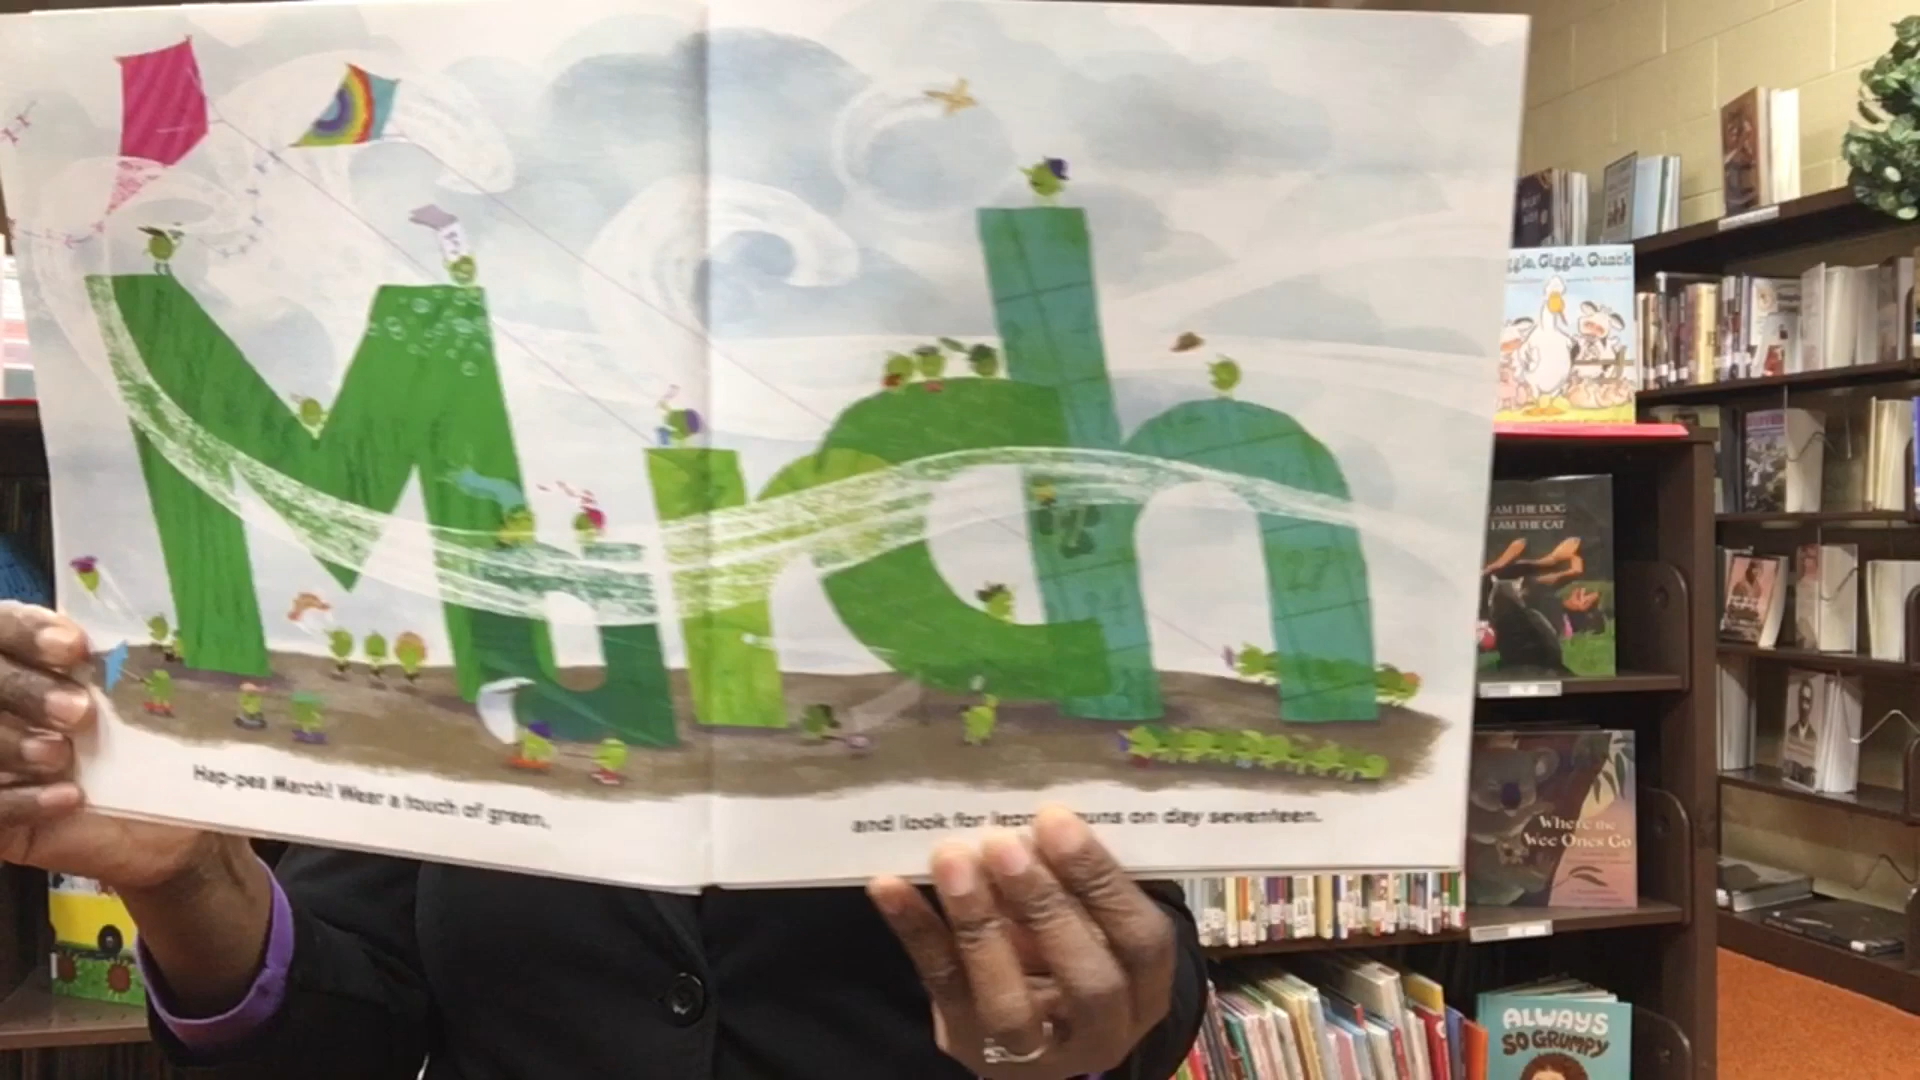 March
Hap-pea March! Wear a touch of green,
and look for on day seventeen.
27
Giggle, Quack
I AM THE DOG
I AM THE CAT
Where the
Wee Ones Go
ALWAYS
SO GRUMPY